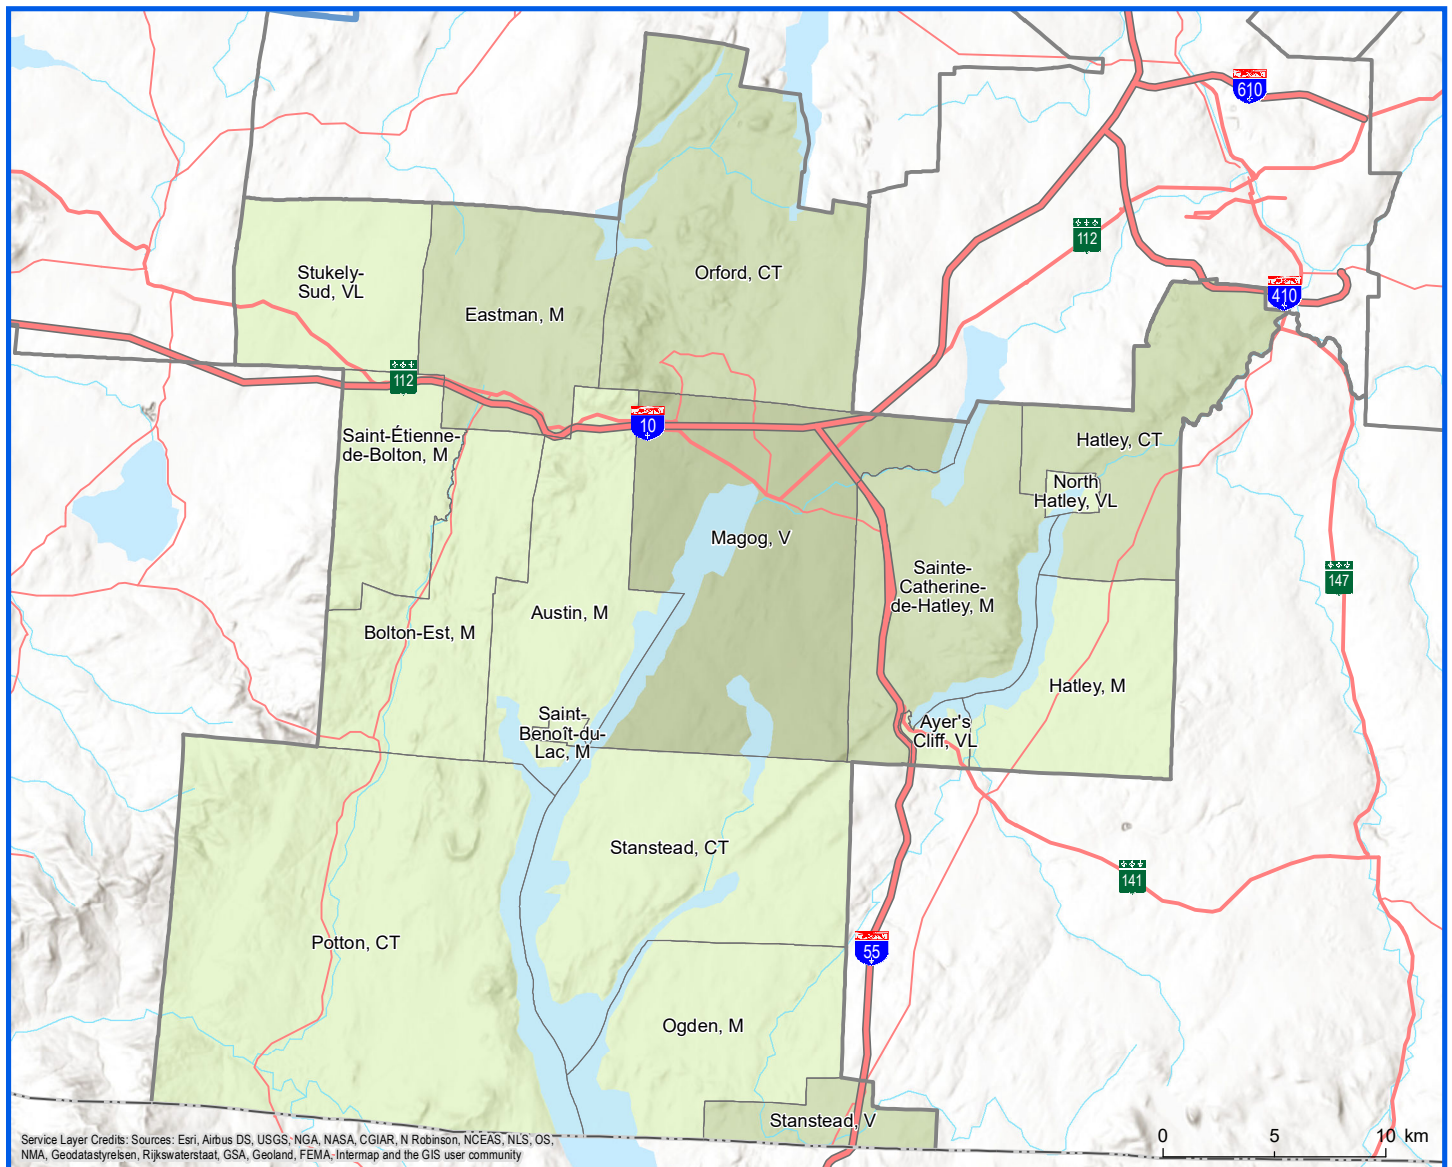 610
112
Stukely-
Sud, VL
Orford, CT
410
Eastman, M
112
10
Saint-Étienne-
de-Bolton, M
Hatley, CT
North
Hatley, VL
Magog, V
Sainte-
Catherine-
de-Hatley, M
147
Austin, M
Bolton-Est, M
Hatley, M
Saint-
Benoît-du-
Lac, M
Ayer's
Cliff, VL
Stanstead, CT
141
Potton, CT
55
Ogden, M
Stanstead, V
0 5 10 km
Service Layer Credits: Sources: Esri, Airbus DS, USGS, NGA, NASA, CGIAR, N Robinson, NCEAS, NLS, OS,
NMA, Geodatastyrelsen, Rijkswaterstaat, GSA, Geoland, FEMA, Intermap and the GIS user community